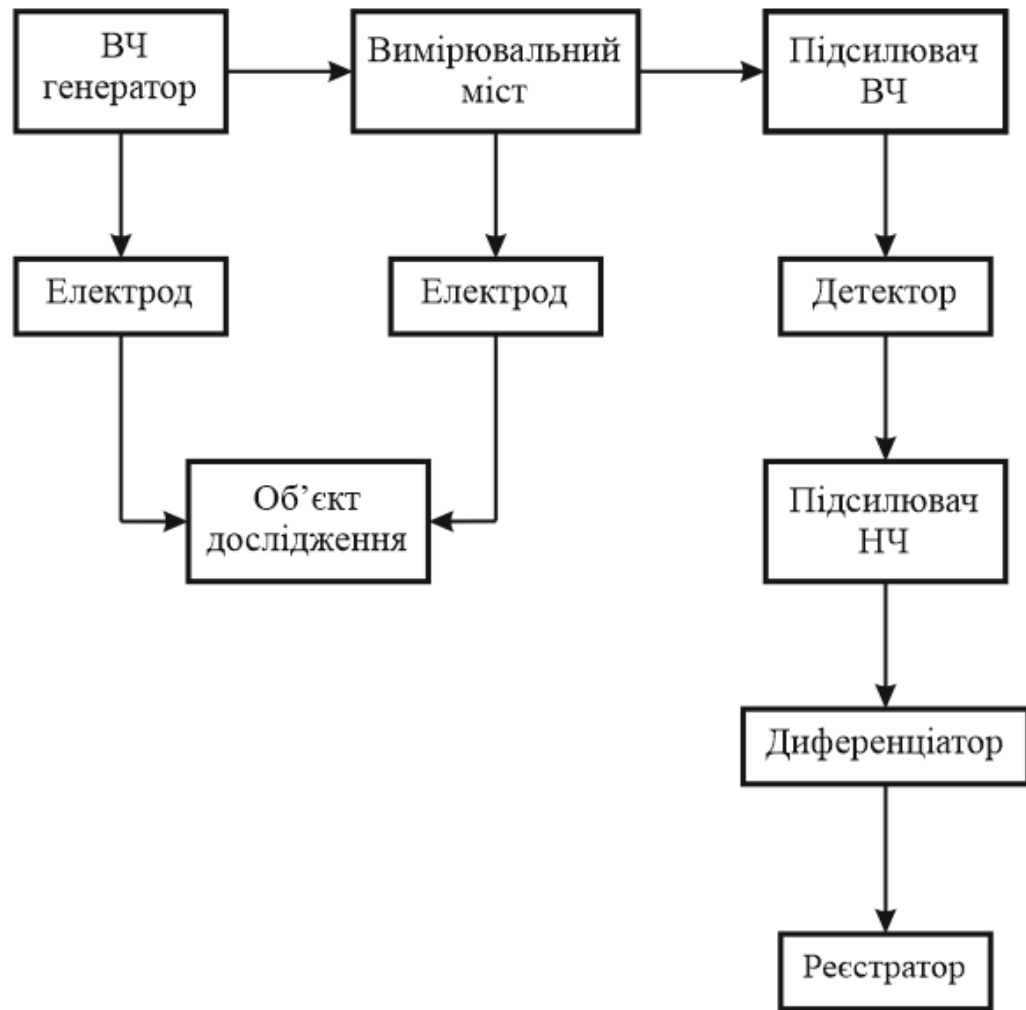 ВЧ
генератор
Вимірювальний
міст
Підсилювач
ВЧ
Електрод
Електрод
Детектор
Об’єкт
дослідження
Підсилювач
НЧ
Диференціатор
Реєстратор